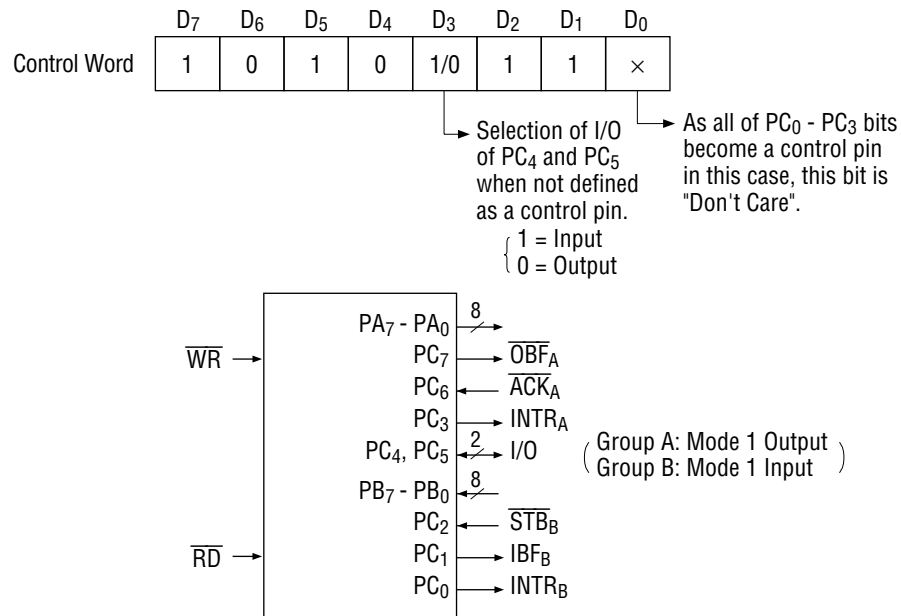 D7 D6 D5 D4 D3 D2 D1 D0
Control Word 1 0 1 0 1/0 1 1 ×
Selection of I/O
of PC4 and PC5
when not defined
as a control pin.
1 = Input
0 = Output
As all of PC0 - PC3 bits
become a control pin
in this case, this bit is
"Don't Care".
PA7 - PA0 8
WR PC7 OBFA
PC6 ACKA
PC3 INTRA
PC4, PC5 2 I/O
(Group A: Mode 1 Output
Group B: Mode 1 Input)
PB7 - PB0 8
PC2 STBB
RD PC1 IBFB
PC0 INTRB